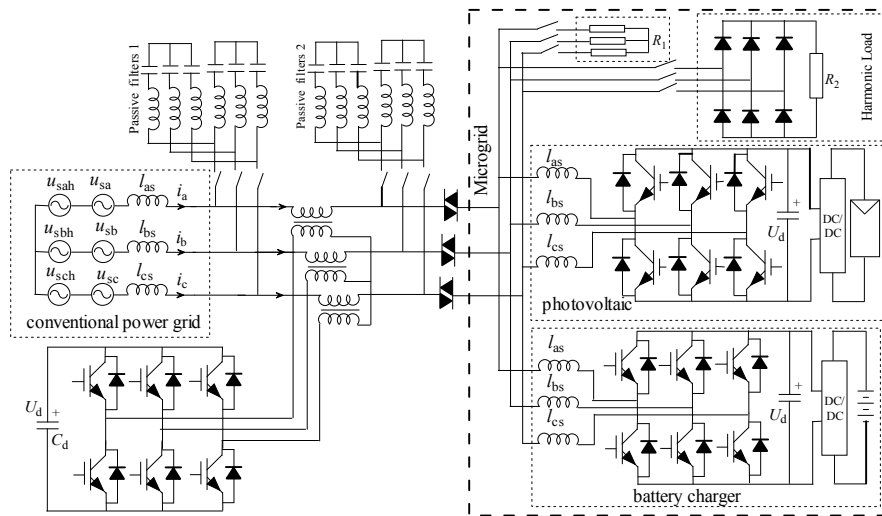 Passive filters 1
Passive filters 2
Microgrid
R1
R2
Harmonic Load
usah
usa
las
ia
usbh
usb
lbs
ib
usch
usc
lcs
ic
conventional power grid
las
lbs
lcs
Ud
+
DC/
DC
photovoltaic
Ud
+
Cd
las
lbs
lcs
Ud
+
DC/
DC
battery charger